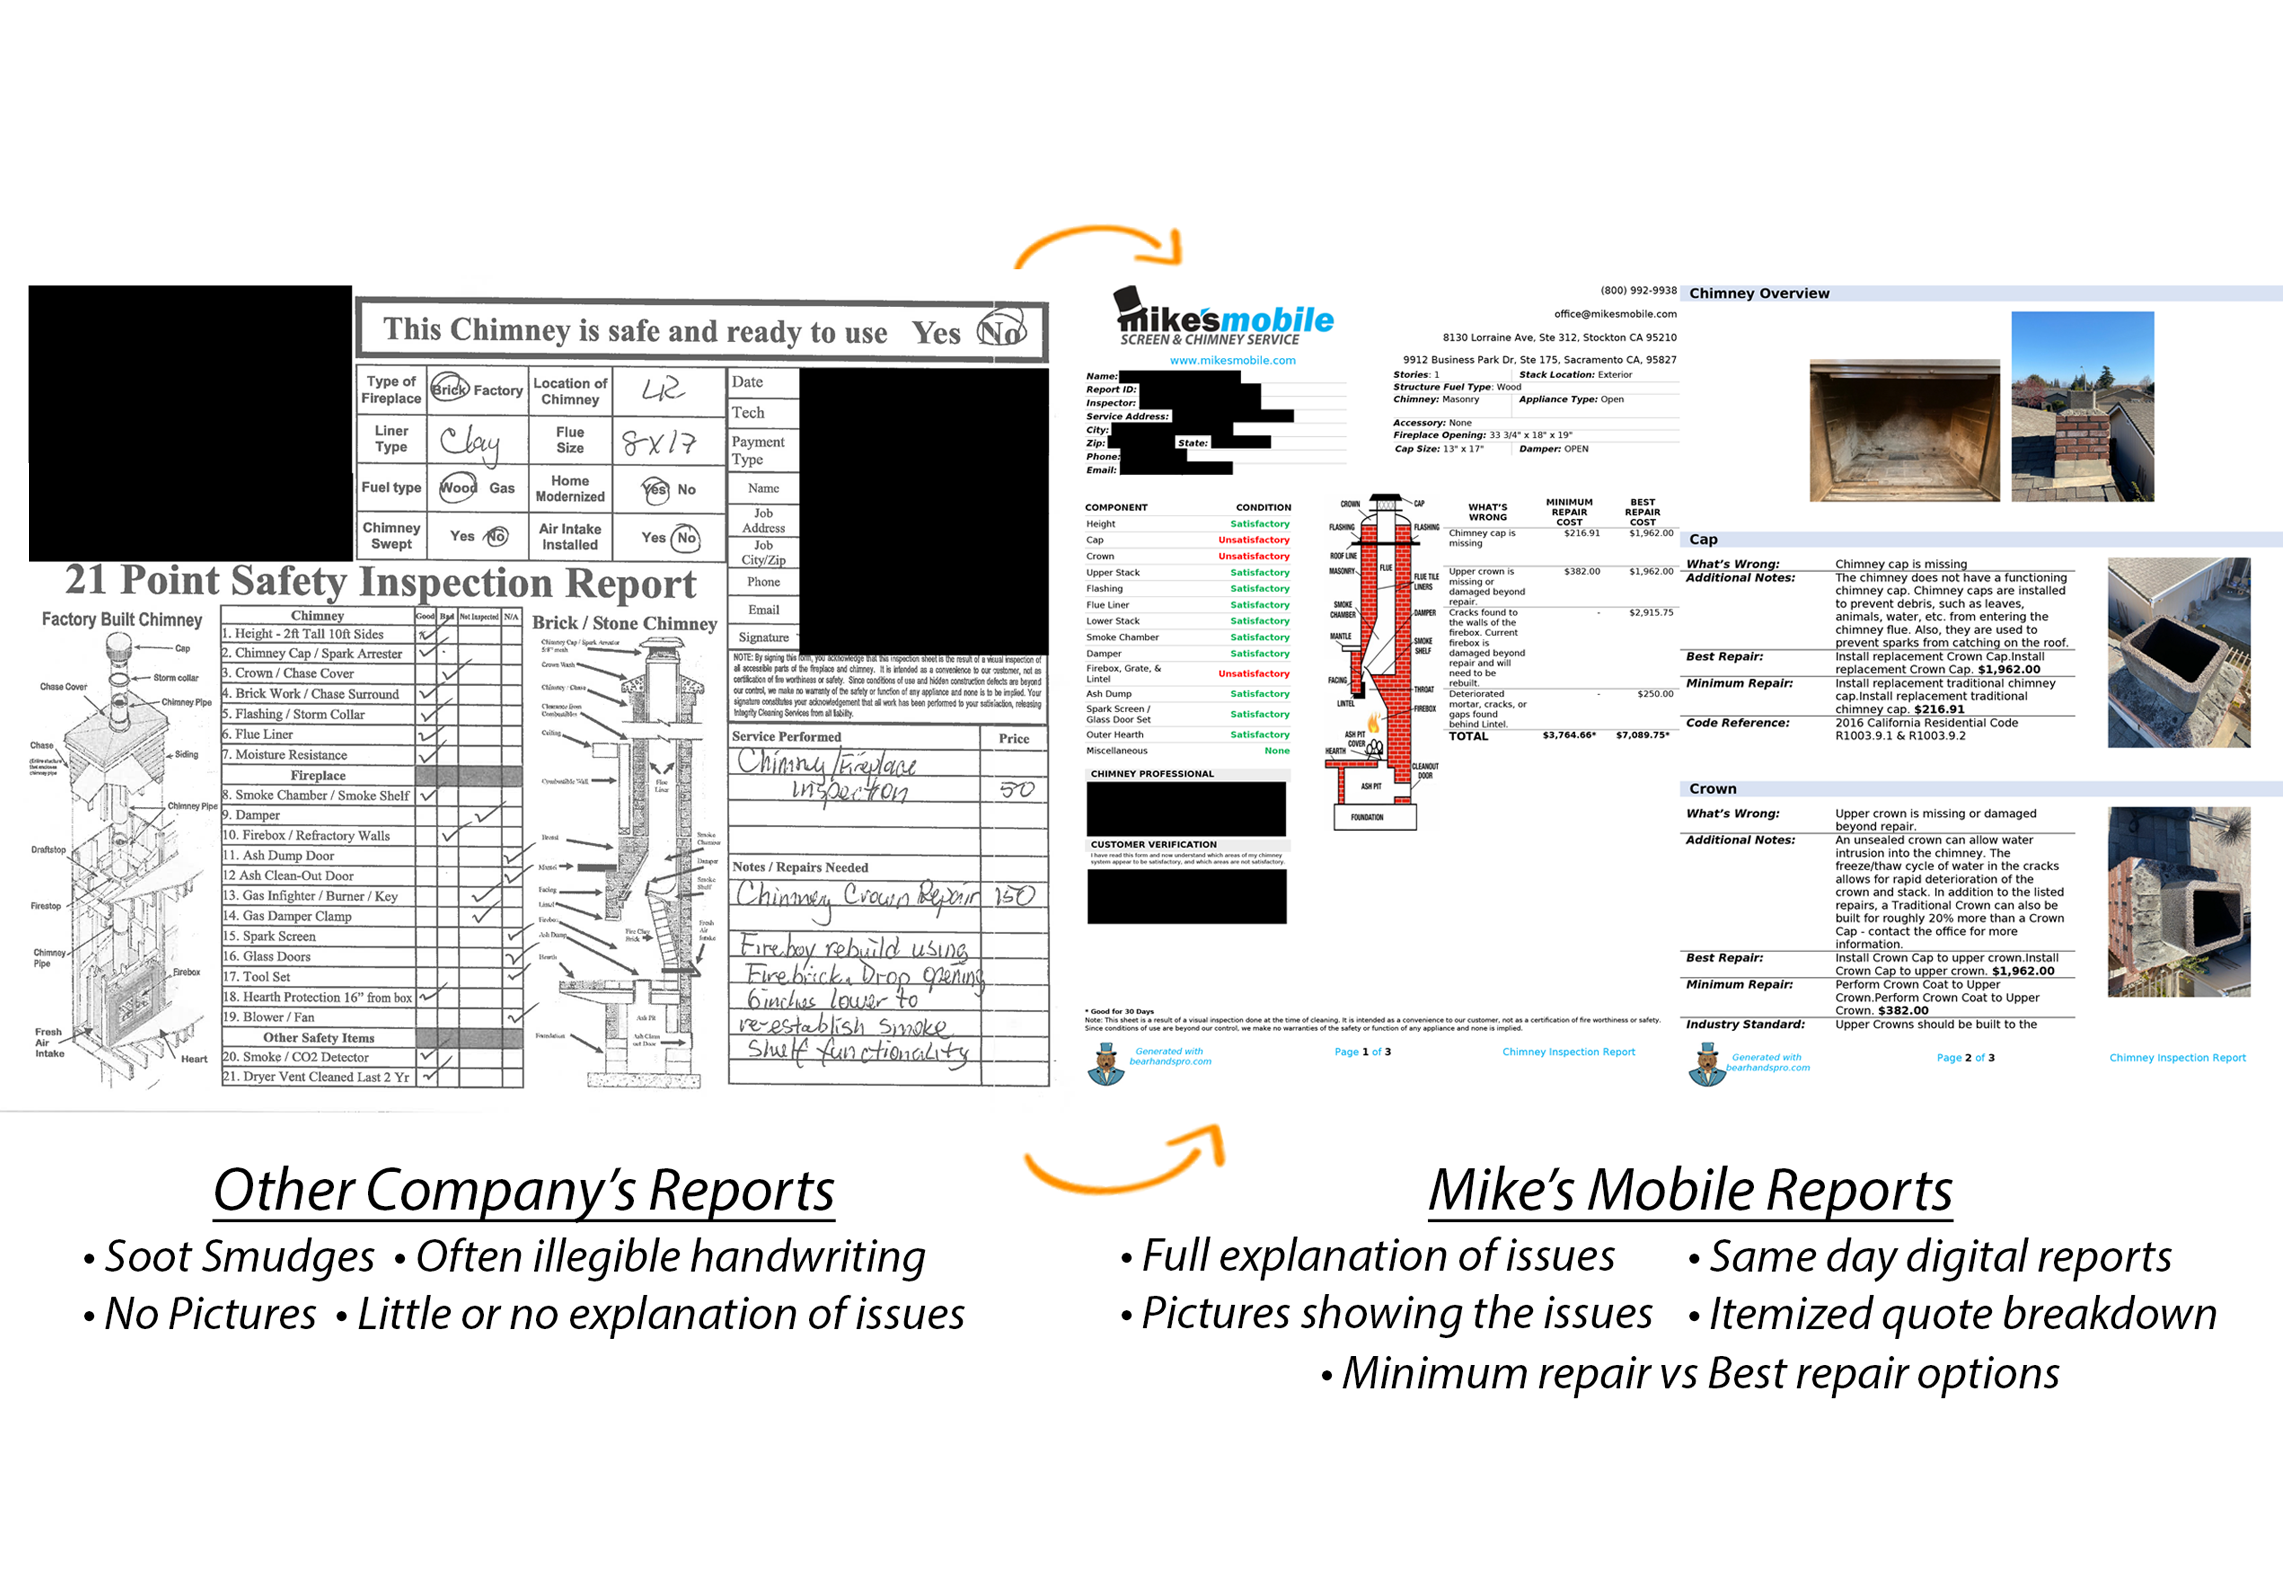 This Chimney is safe and ready to use Yes No
Type of Fireplace Brick Factory Location of Chimney LR
Liner Type Clay Flue Size 8x17
Fuel type Wood Gas Home Modernized Yes No
Chimney Swept Yes No Air Intake Installed Yes No
Date
Tech
Payment Type
Name
Job Address
Job City/Zip
Phone
Email
Signature
21 Point Safety Inspection Report
Factory Built Chimney
Cap
Storm collar
Chase Cover
Chimney Pipe
Chase
Siding
Chimney Pipe
Draftstop
Firestop
Chimney Pipe
Firebox
Fresh Air Intake
Heart
Chimney Good Bad Not Inspected N/A
1. Height - 2ft Tall 10ft Sides
2. Chimney Cap / Spark Arrester
3. Crown / Chase Cover
4. Brick Work / Chase Surround
5. Flashing / Storm Collar
6. Flue Liner
7. Moisture Resistance
Fireplace
8. Smoke Chamber / Smoke Shelf
9. Damper
10. Firebox / Refractory Walls
11. Ash Dump Door
12 Ash Clean-Out Door
13. Gas Infighter / Burner / Key
14. Gas Damper Clamp
15. Spark Screen
16. Glass Doors
17. Tool Set
18. Hearth Protection 16” from box
19. Blower / Fan
Other Safety Items
20. Smoke / CO2 Detector
21. Dryer Vent Cleaned Last 2 Yr
Brick / Stone Chimney
Chimney Cap / Spark Arrestor
Crown Wash
Clearance from Combustibles
Ceiling
Combustible Wall
Flue Liner
Smoke Chamber
Damper
Smoke Shelf
Facing
Lintel
Firebox
Ash Dump
Fire Clay Brick
Fresh Air Intake
Hearth
Ash Pit
Ash Clean out Door
Foundation
NOTE: By signing this form, you acknowledge that this inspection sheet is the result of a visual inspection of
all accessible parts of the fireplace and chimney. It is intended as a convenience to our customer, not as
certification of fire worthiness or safety. Since conditions of use and hidden construction defects are beyond
our control, we make no warranty of the safety or function of any appliance and none is to be implied. Your
signature constitutes your acknowledgement that all work has been performed to your satisfaction, releasing
Integrity Cleaning Services from all liability.
Service Performed Price
Chimney/Fireplace
Inspection 50
Notes / Repairs Needed
Chimney Crown Repair 150
Firebox rebuild using
Firebrick. Drop opening
6 inches lower to
re-establish smoke
shelf functionality
mike'smobile
SCREEN & CHIMNEY SERVICE
www.mikesmobile.com
(800) 992-9938
office@mikesmobile.com
8130 Lorraine Ave, Ste 312, Stockton CA 95210
9912 Business Park Dr, Ste 175, Sacramento CA, 95827
Name:
Report ID:
Inspector:
Service Address:
City:
Zip: State:
Phone:
Email:
Stories: 1 Stack Location: Exterior
Structure Fuel Type: Wood
Chimney: Masonry Appliance Type: Open
Accessory: None
Fireplace Opening: 33 3/4" x 18" x 19"
Cap Size: 13" x 17" Damper: OPEN
COMPONENT CONDITION
Height Satisfactory
Cap Unsatisfactory
Crown Unsatisfactory
Upper Stack Satisfactory
Flashing Satisfactory
Flue Liner Satisfactory
Lower Stack Satisfactory
Smoke Chamber Satisfactory
Damper Satisfactory
Firebox, Grate, & Lintel Unsatisfactory
Ash Dump Satisfactory
Spark Screen / Glass Door Set Satisfactory
Outer Hearth Satisfactory
Miscellaneous None
CHIMNEY PROFESSIONAL
CUSTOMER VERIFICATION
I have read this form and now understand which areas of my chimney
system appear to be satisfactory, and which areas are not satisfactory.
CROWN
CAP
FLASHING
FLASHING
ROOF LINE
MASONRY
FLUE
FLUE TILE LINERS
SMOKE CHAMBER
DAMPER
MANTLE
SMOKE SHELF
FACING
THROAT
LINTEL
FIREBOX
ASH PIT COVER
HEARTH
CLEANOUT DOOR
ASH PIT
FOUNDATION
WHAT'S WRONG MINIMUM REPAIR COST BEST REPAIR COST
Chimney cap is missing $216.91 $1,962.00
Upper crown is missing or damaged beyond repair. $382.00 $1,962.00
Cracks found to the walls of the firebox. Current firebox is damaged beyond repair and will need to be rebuilt. - $2,915.75
Deteriorated mortar, cracks, or gaps found behind Lintel. - $250.00
TOTAL $3,764.66* $7,089.75*
* Good for 30 Days
Note: This sheet is a result of a visual inspection done at the time of cleaning. It is intended as a convenience to our customer, not as a certification of fire worthiness or safety.
Since conditions of use are beyond our control, we make no warranties of the safety or function of any appliance and none is implied.
Generated with bearhandspro.com
Page 1 of 3
Chimney Inspection Report
Chimney Overview
Cap
What's Wrong: Chimney cap is missing
Additional Notes: The chimney does not have a functioning
chimney cap. Chimney caps are installed
to prevent debris, such as leaves,
animals, water, etc. from entering the
chimney flue. Also, they are used to
prevent sparks from catching on the roof.
Best Repair: Install replacement Crown Cap.Install
replacement Crown Cap. $1,962.00
Minimum Repair: Install replacement traditional chimney
cap.Install replacement traditional
chimney cap. $216.91
Code Reference: 2016 California Residential Code
R1003.9.1 & R1003.9.2
Crown
What's Wrong: Upper crown is missing or damaged
beyond repair.
Additional Notes: An unsealed crown can allow water
intrusion into the chimney. The
freeze/thaw cycle of water in the cracks
allows for rapid deterioration of the
crown and stack. In addition to the listed
repairs, a Traditional Crown can also be
built for roughly 20% more than a Crown
Cap - contact the office for more
information.
Best Repair: Install Crown Cap to upper crown.Install
Crown Cap to upper crown. $1,962.00
Minimum Repair: Perform Crown Coat to Upper
Crown.Perform Crown Coat to Upper
Crown. $382.00
Industry Standard: Upper Crowns should be built to the
Generated with bearhandspro.com
Page 2 of 3
Chimney Inspection Report
Other Company’s Reports
• Soot Smudges • Often illegible handwriting
• No Pictures • Little or no explanation of issues
Mike’s Mobile Reports
• Full explanation of issues • Same day digital reports
• Pictures showing the issues • Itemized quote breakdown
• Minimum repair vs Best repair options